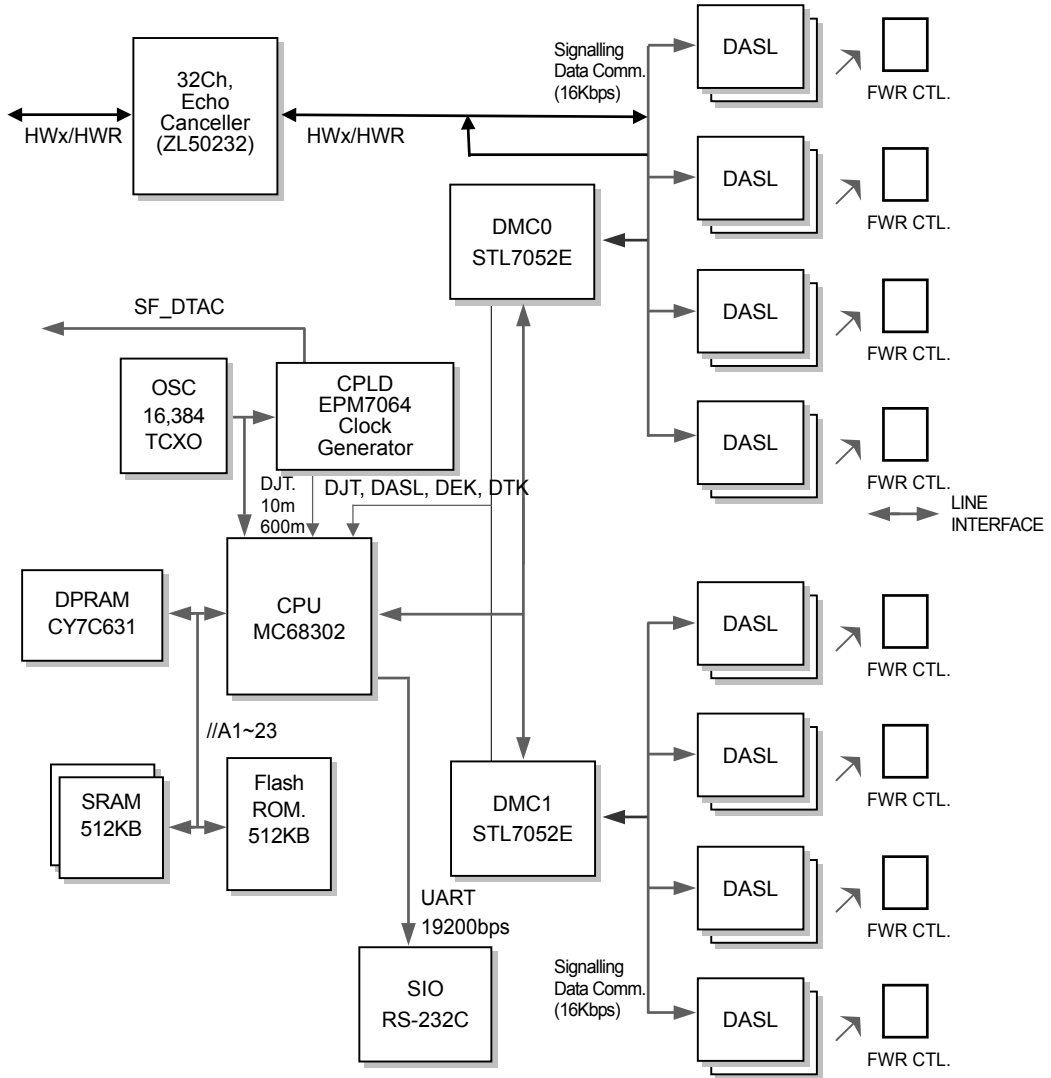 32Ch,
Echo
Canceller
(ZL50232)
HWx/HWR
HWx/HWR
Signalling
Data Comm.
(16Kbps)
DASL
FWR CTL.
DASL
FWR CTL.
DMC0
STL7052E
DASL
FWR CTL.
SF_DTAC
OSC
16,384
TCXO
CPLD
EPM7064
Clock
Generator
DASL
FWR CTL.
DJT.
10m
600m
DJT, DASL, DEK, DTK
LINE
INTERFACE
DPRAM
CY7C631
CPU
MC68302
DASL
FWR CTL.
//A1~23
SRAM
512KB
Flash
ROM.
512KB
DMC1
STL7052E
DASL
FWR CTL.
UART
19200bps
DASL
FWR CTL.
SIO
RS-232C
Signalling
Data Comm.
(16Kbps)
DASL
FWR CTL.